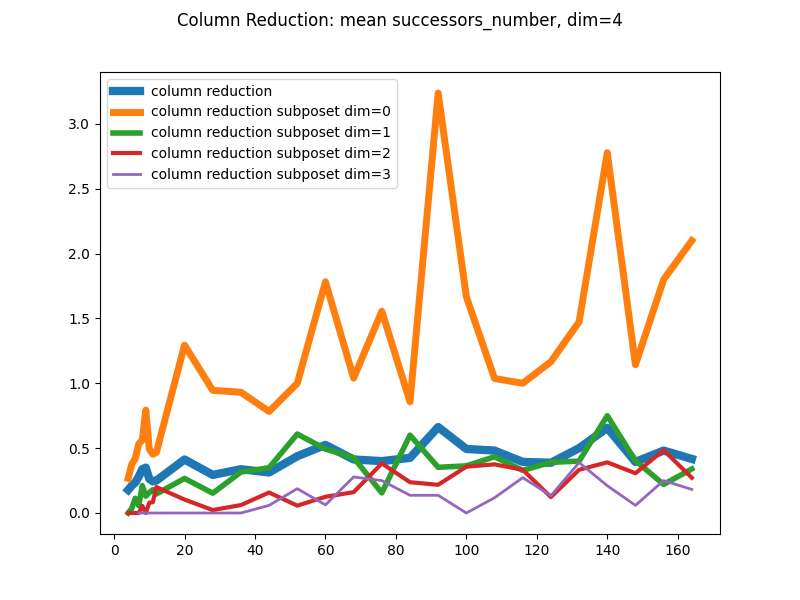 Column Reduction: mean successors_number, dim=4
column reduction
column reduction subposet dim=0
column reduction subposet dim=1
column reduction subposet dim=2
column reduction subposet dim=3
3.0
2.5
2.0
1.5
1.0
0.5
0.0
0 20 40 60 80 100 120 140 160